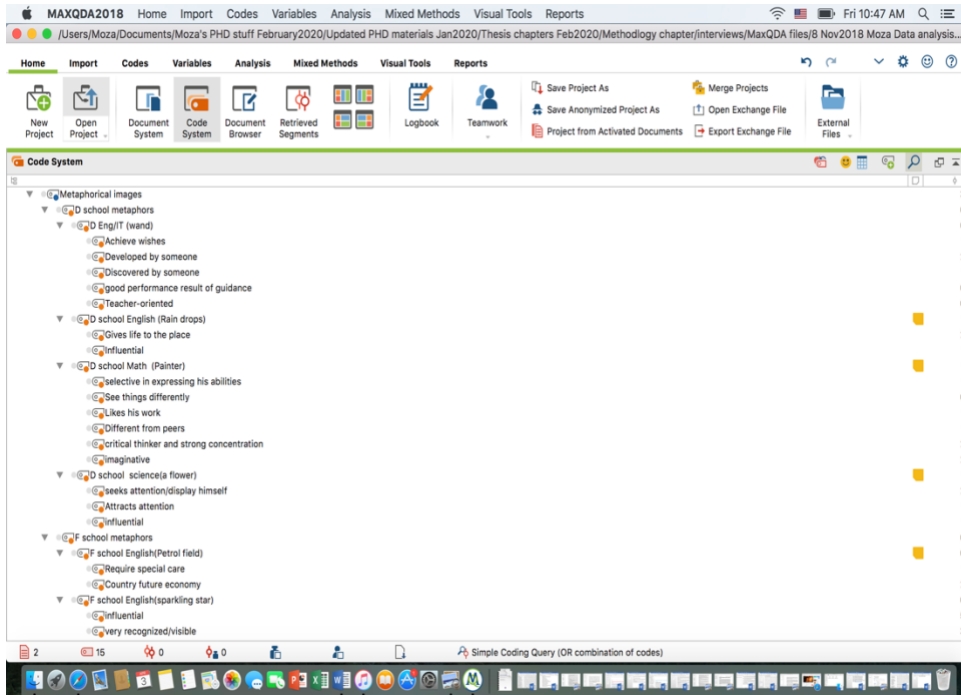 MAXQDA2018 Home Import Codes Variables Analysis Mixed Methods Visual Tools Reports Fri 10:47 AM
/Users/Moza/Documents/Moza's PHD stuff February2020/Updated PHD materials Jan2020/Thesis chapters Feb2020/Methodlogy chapter/interviews/MaxQDA files/8 Nov2018 Moza Data analysis...
Home Import Codes Variables Analysis Mixed Methods Visual Tools Reports
New Project
Open Project
Document System
Code System
Document Browser
Retrieved Segments
Logbook
Teamwork
Save Project As
Save Anonymized Project As
Project from Activated Documents
Merge Projects
Open Exchange File
Export Exchange File
External Files
Code System
Metaphorical images
D school metaphors
D Eng/IT (wand)
Achieve wishes
Developed by someone
Discovered by someone
good performance result of guidance
Teacher-oriented
D school English (Rain drops)
Gives life to the place
Influential
D school Math (Painter)
selective in expressing his abilities
See things differently
Likes his work
Different from peers
critical thinker and strong concentration
imaginative
D school science(a flower)
seeks attention/display himself
Attracts attention
influential
F school metaphors
F school English(Petrol field)
Require special care
Country future economy
F school English(sparkling star)
influential
very recognized/visible
2 15 0 0 Simple Coding Query (OR combination of codes)